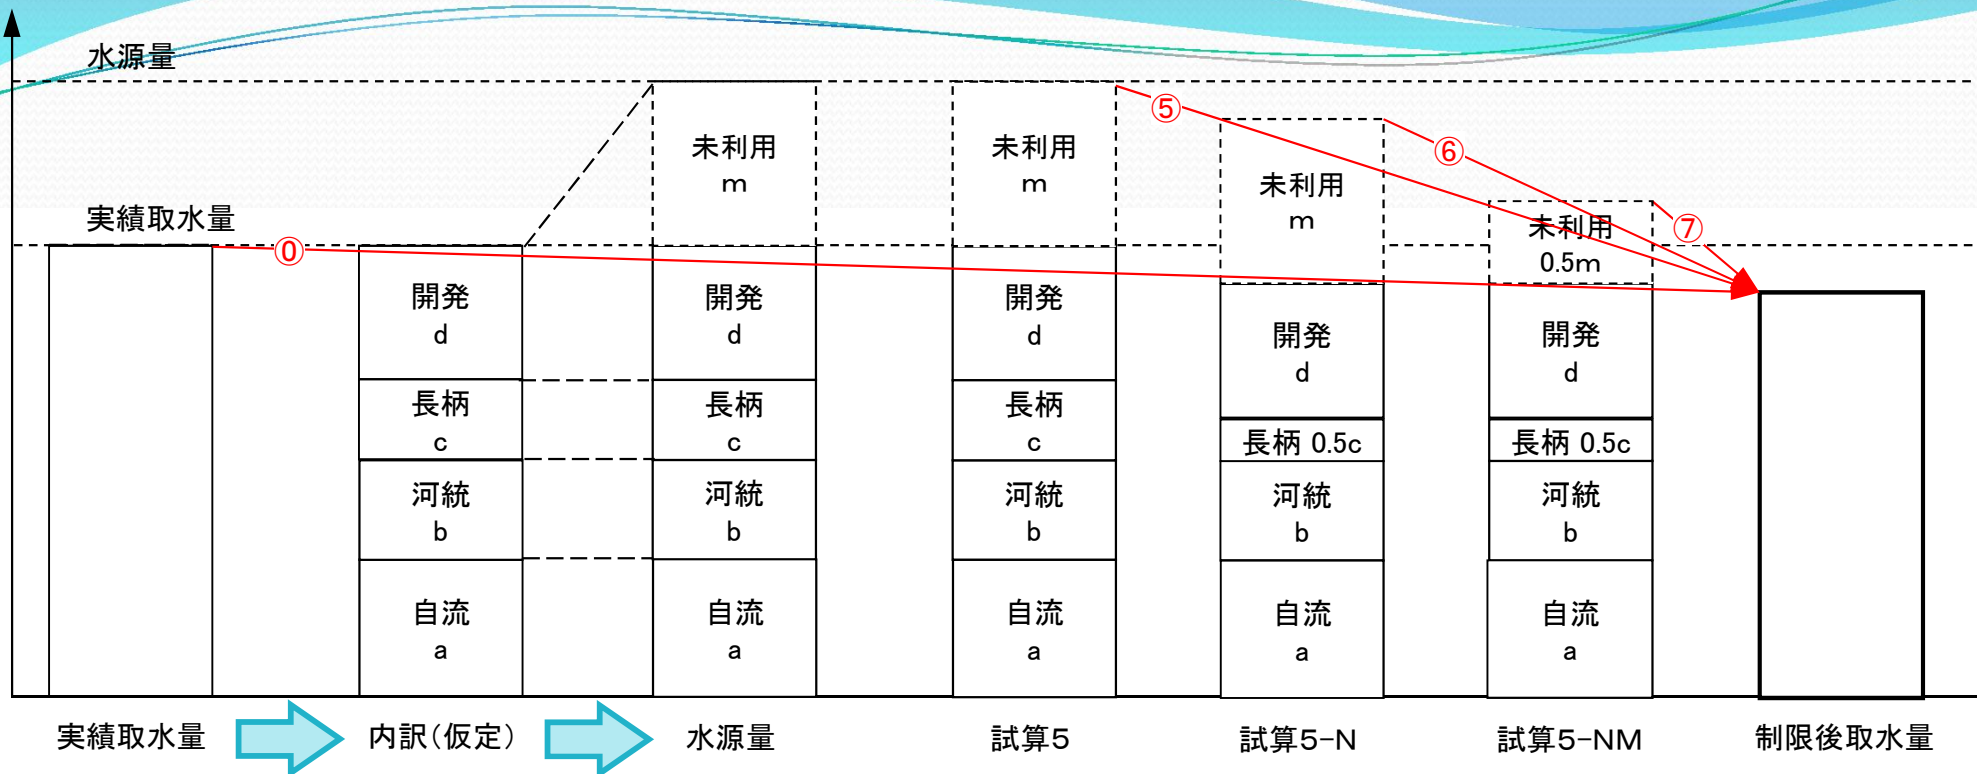 水源量
実績取水量
⓪
⑤
⑥
⑦
開発
d
長柄
c
河統
b
自流
a
未利用
m
開発
d
長柄
c
河統
b
自流
a
未利用
m
開発
d
長柄
c
河統
b
自流
a
未利用
m
開発
d
長柄 0.5c
河統
b
自流
a
未利用
0.5m
開発
d
長柄 0.5c
河統
b
自流
a
実績取水量
内訳(仮定)
水源量
試算5
試算5-N
試算5-NM
制限後取水量